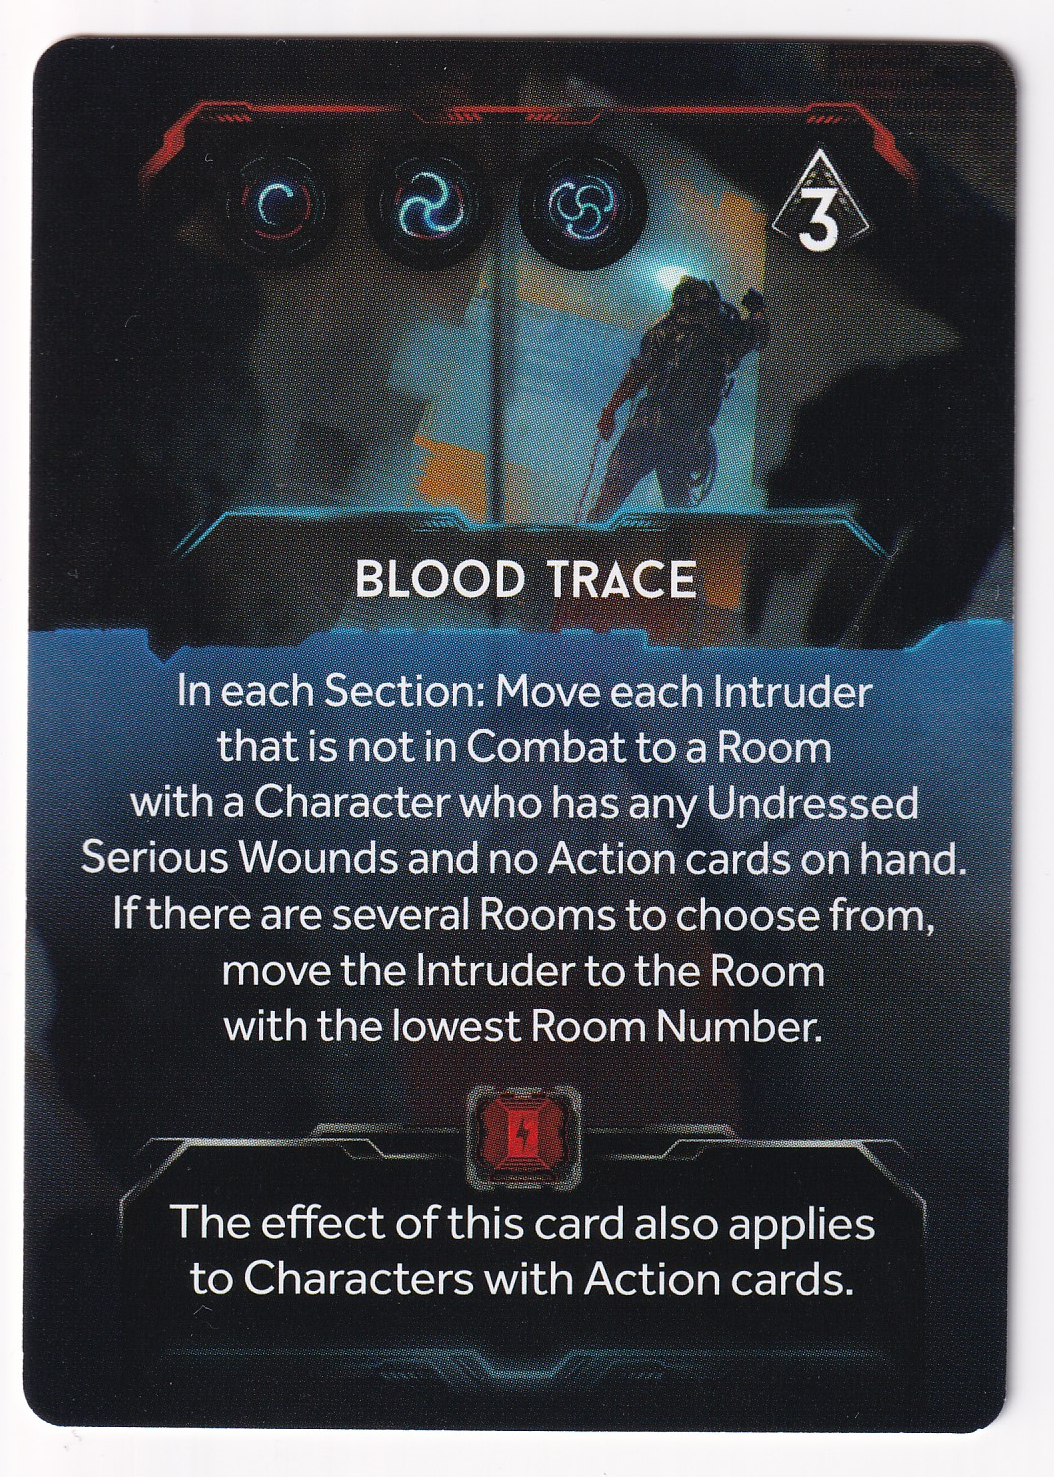 3
BLOOD TRACE
In each Section: Move each Intruder
that is not in Combat to a Room
with a Character who has any Undressed
Serious Wounds and no Action cards on hand.
If there are several Rooms to choose from,
move the Intruder to the Room
with the lowest Room Number.
The effect of this card also applies
to Characters with Action cards.